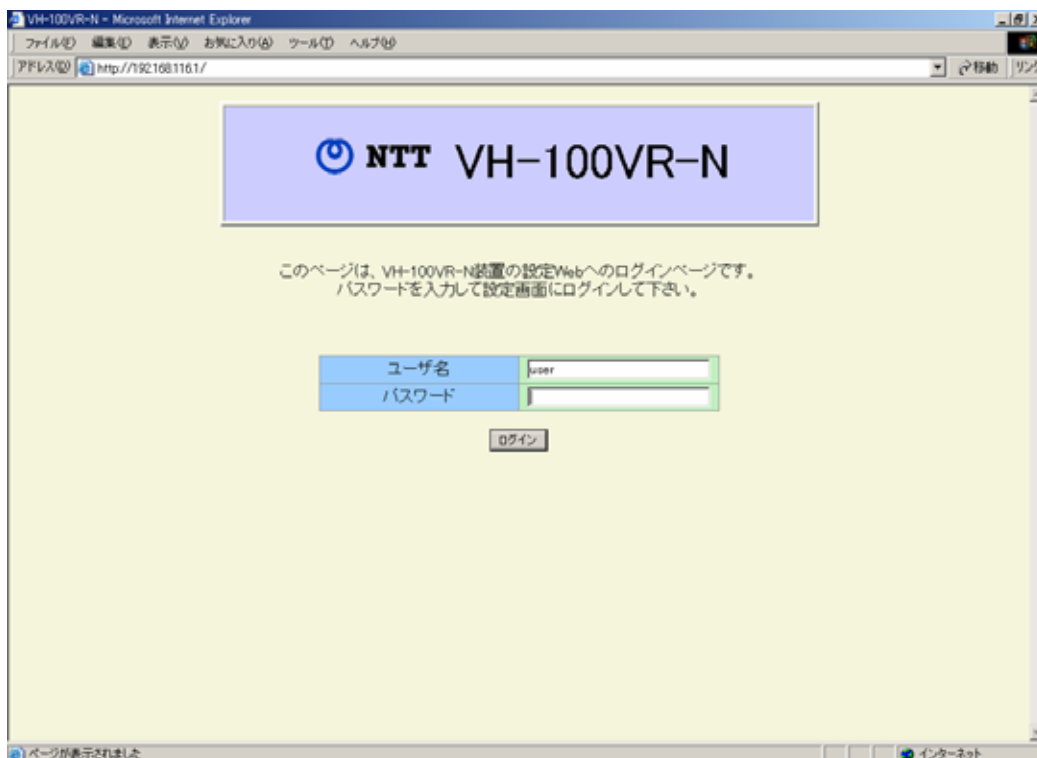 VH-100VR-N - Microsoft Internet Explorer
ファイル(F) 編集(E) 表示(V) お気に入り(A) ツール(T) ヘルプ(H)
アドレス(D) http://192.168.116.1/ 移動 リンク
NTT VH-100VR-N
このページは、VH-100VR-N装置の設定Webへのログインページです。
パスワードを入力して設定画面にログインして下さい。
ユーザ名 user
パスワード
ログイン
ページが表示されました インターネット